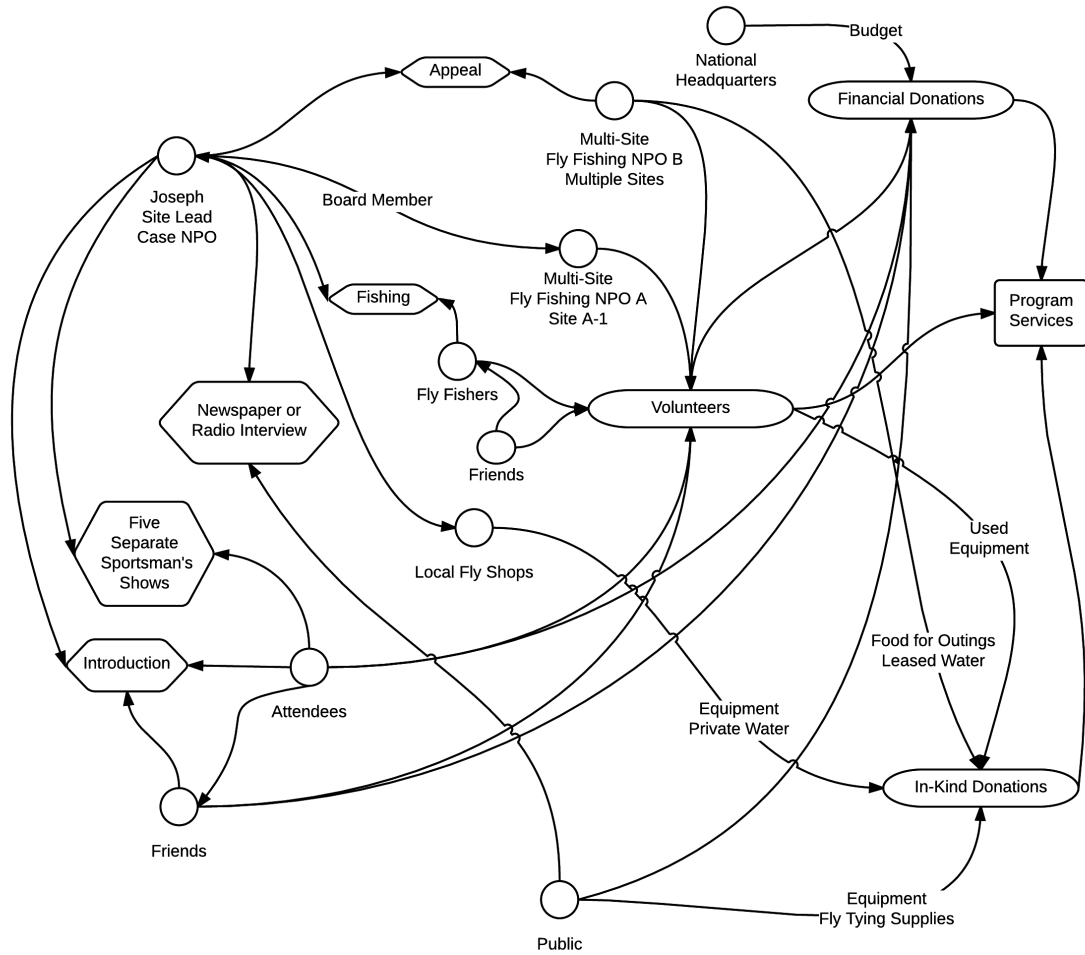 Budget
National
Headquarters
Appeal
Financial Donations
Multi-Site
Fly Fishing NPO B
Multiple Sites
Joseph
Site Lead
Case NPO
Board Member
Multi-Site
Fly Fishing NPO A
Site A-1
Fishing
Program
Services
Fly Fishers
Volunteers
Newspaper or
Radio Interview
Friends
Five
Separate
Sportsman's
Shows
Local Fly Shops
Used
Equipment
Introduction
Food for Outings
Leased Water
Attendees
Equipment
Private Water
In-Kind Donations
Friends
Equipment
Fly Tying Supplies
Public